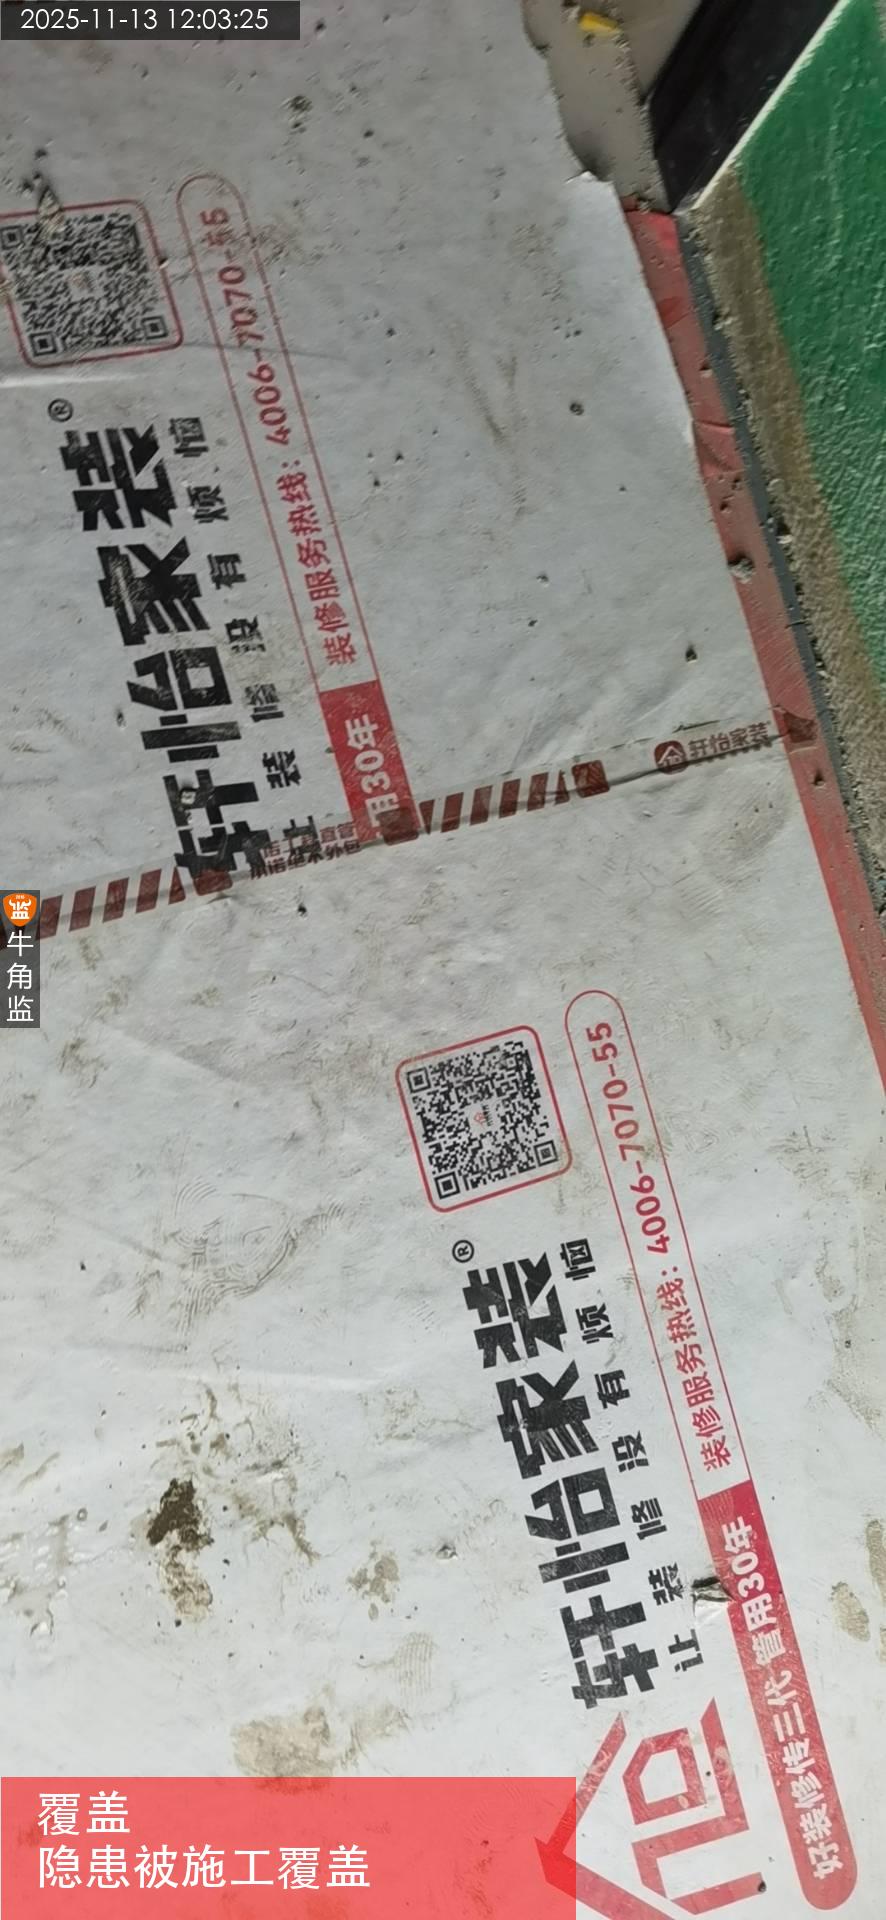 2025-11-13 12:03:25
4006-7070-55
装修服务热线：
轩怡家装®
让装修没有烦恼
用30年
轩怡家装
牛角监
轩怡家装®
让装修没有烦恼
装修服务热线：4006-7070-55
好装修传三代 管用30年
覆盖
隐患被施工覆盖